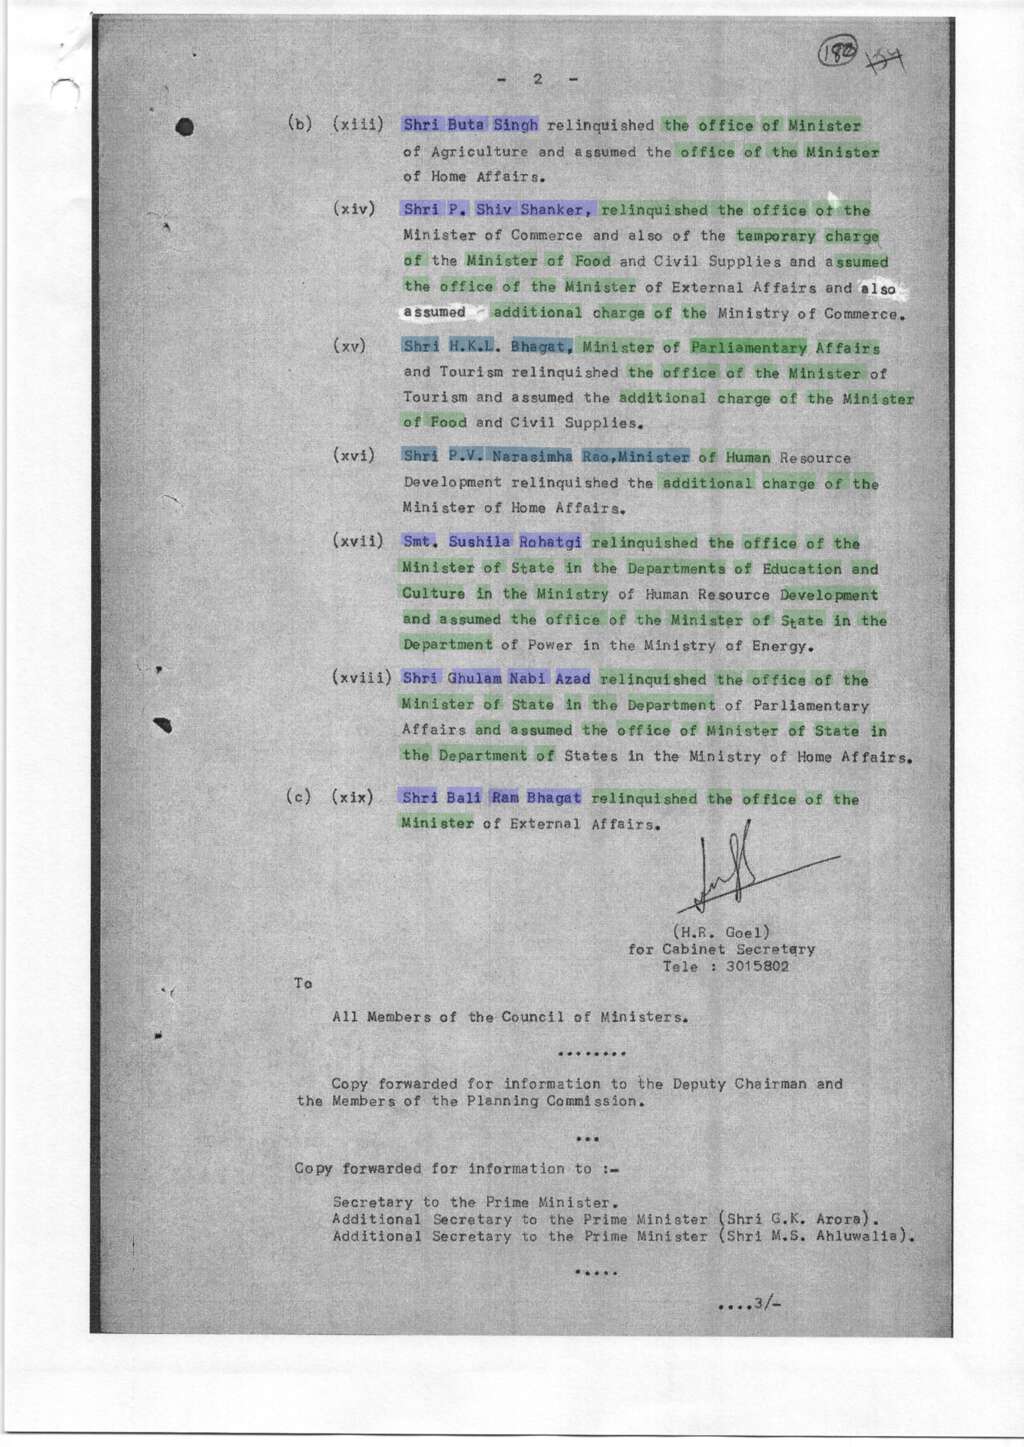 182 134
- 2 -
(b) (xiii) Shri Buta Singh relinquished the office of Minister
of Agriculture and assumed the office of the Minister
of Home Affairs.
(xiv) Shri P. Shiv Shanker, relinquished the office of the
Minister of Commerce and also of the temporary charge
of the Minister of Food and Civil Supplies and assumed
the office of the Minister of External Affairs and also
assumed - additional charge of the Ministry of Commerce.
(xv) Shri H.K.L. Bhagat, Minister of Parliamentary Affairs
and Tourism relinquished the office of the Minister of
Tourism and assumed the additional charge of the Minister
of Food and Civil Supplies.
(xvi) Shri P.V. Narasimha Rao,Minister of Human Resource
Development relinquished the additional charge of the
Minister of Home Affairs.
(xvii) Smt. Sushila Rohatgi relinquished the office of the
Minister of State in the Departments of Education and
Culture in the Ministry of Human Resource Development
and assumed the office of the Minister of State in the
Department of Power in the Ministry of Energy.
(xviii) Shri Ghulam Nabi Azad relinquished the office of the
Minister of State in the Department of Parliamentary
Affairs and assumed the office of Minister of State in
the Department of States in the Ministry of Home Affairs.
(c) (xix) Shri Bali Ram Bhagat relinquished the office of the
Minister of External Affairs.
(H.R. Goel)
for Cabinet Secretary
Tele : 3015802
To
All Members of the Council of Ministers.
........
Copy forwarded for information to the Deputy Chairman and
the Members of the Planning Commission.
...
Copy forwarded for information to :-
Secretary to the Prime Minister.
Additional Secretary to the Prime Minister (Shri G.K. Arora).
Additional Secretary to the Prime Minister (Shri M.S. Ahluwalia).
.....
....3/-